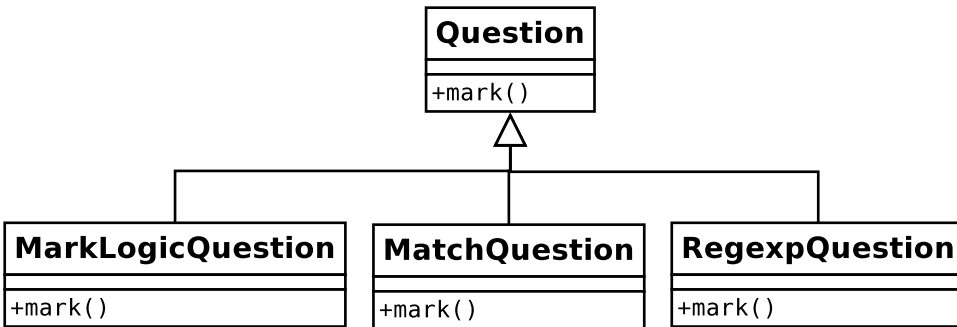 Question
+mark()
MarkLogicQuestion
+mark()
MatchQuestion
+mark()
RegexpQuestion
+mark()